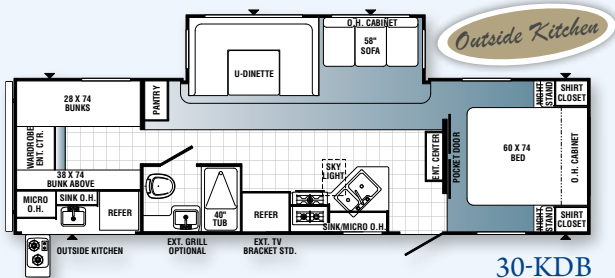 Outside Kitchen
O.H. CABINET
58"
SOFA
U-DINETTE
PANTRY
28 X 74
BUNKS
WARDROBE
ENT. CTR.
38 X 74
BUNK ABOVE
MICRO
O.H.
SINK O.H.
REFER
40"
TUB
REFER
SKY
LIGHT
SINK/MICRO O.H.
ENT. CENTER
POCKET DOOR
NIGHT
STAND
SHIRT
CLOSET
60 X 74
BED
O.H. CABINET
NIGHT
STAND
SHIRT
CLOSET
OUTSIDE KITCHEN
EXT. GRILL
OPTIONAL
EXT. TV
BRACKET STD.
30-KDB